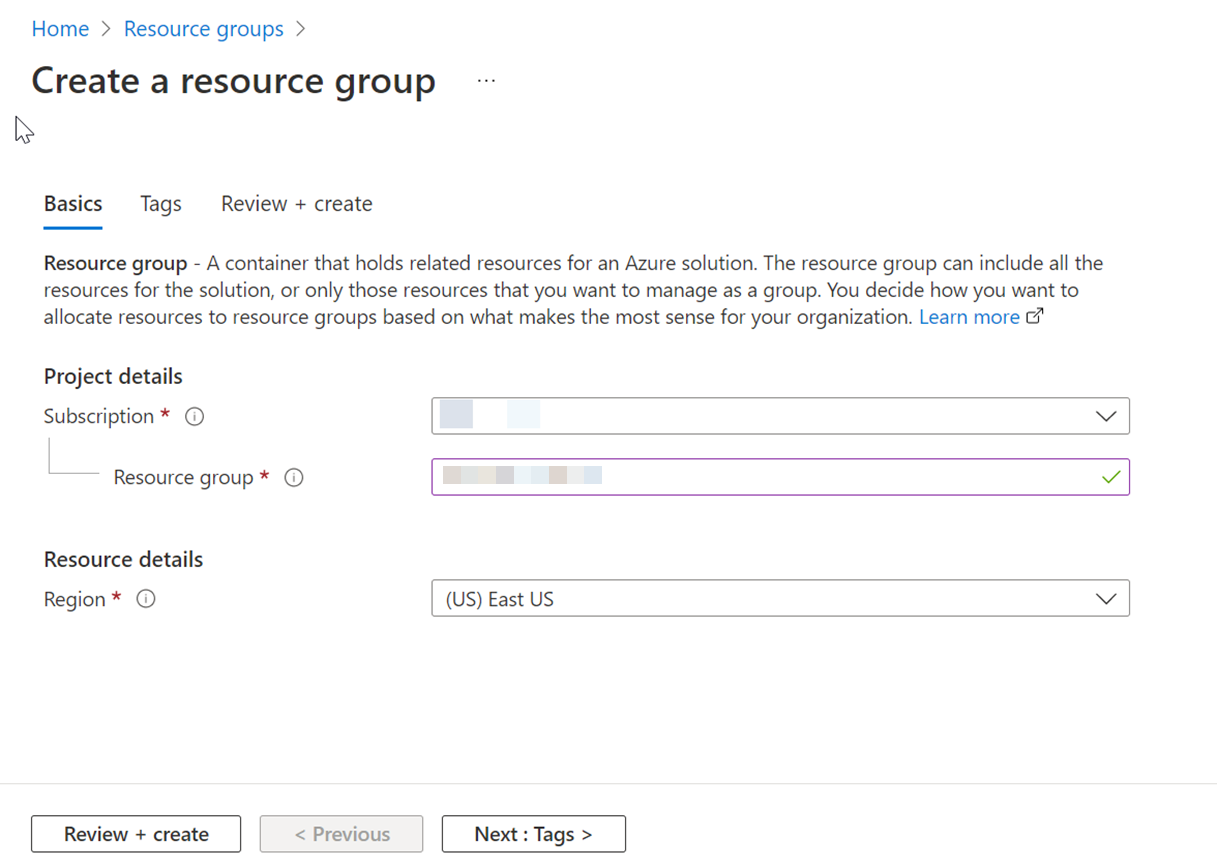 Home > Resource groups >
Create a resource group ...
Basics Tags Review + create
Resource group - A container that holds related resources for an Azure solution. The resource group can include all the
resources for the solution, or only those resources that you want to manage as a group. You decide how you want to
allocate resources to resource groups based on what makes the most sense for your organization. Learn more
Project details
Subscription *
Resource group *
Resource details
Region * (US) East US
Review + create < Previous Next : Tags >